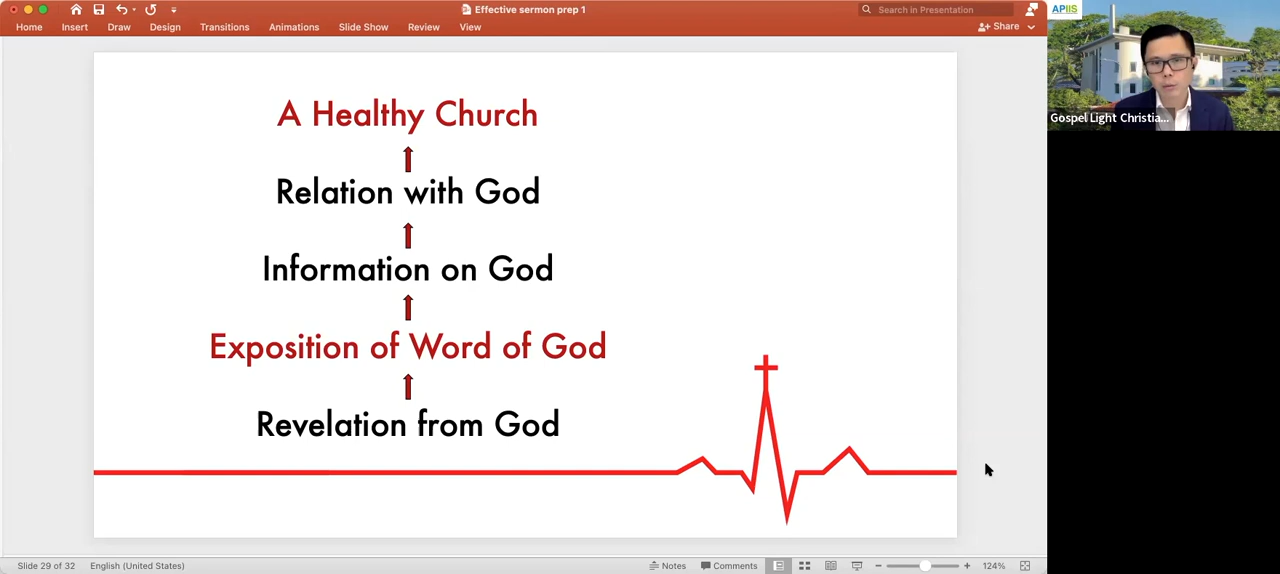 Effective sermon prep 1
Search in Presentation
Home Insert Draw Design Transitions Animations Slide Show Review View
Share
A Healthy Church
Relation with God
Information on God
Exposition of Word of God
Revelation from God
APIIS
Gospel Light Christia...
Slide 29 of 32 English (United States)
Notes Comments 124%